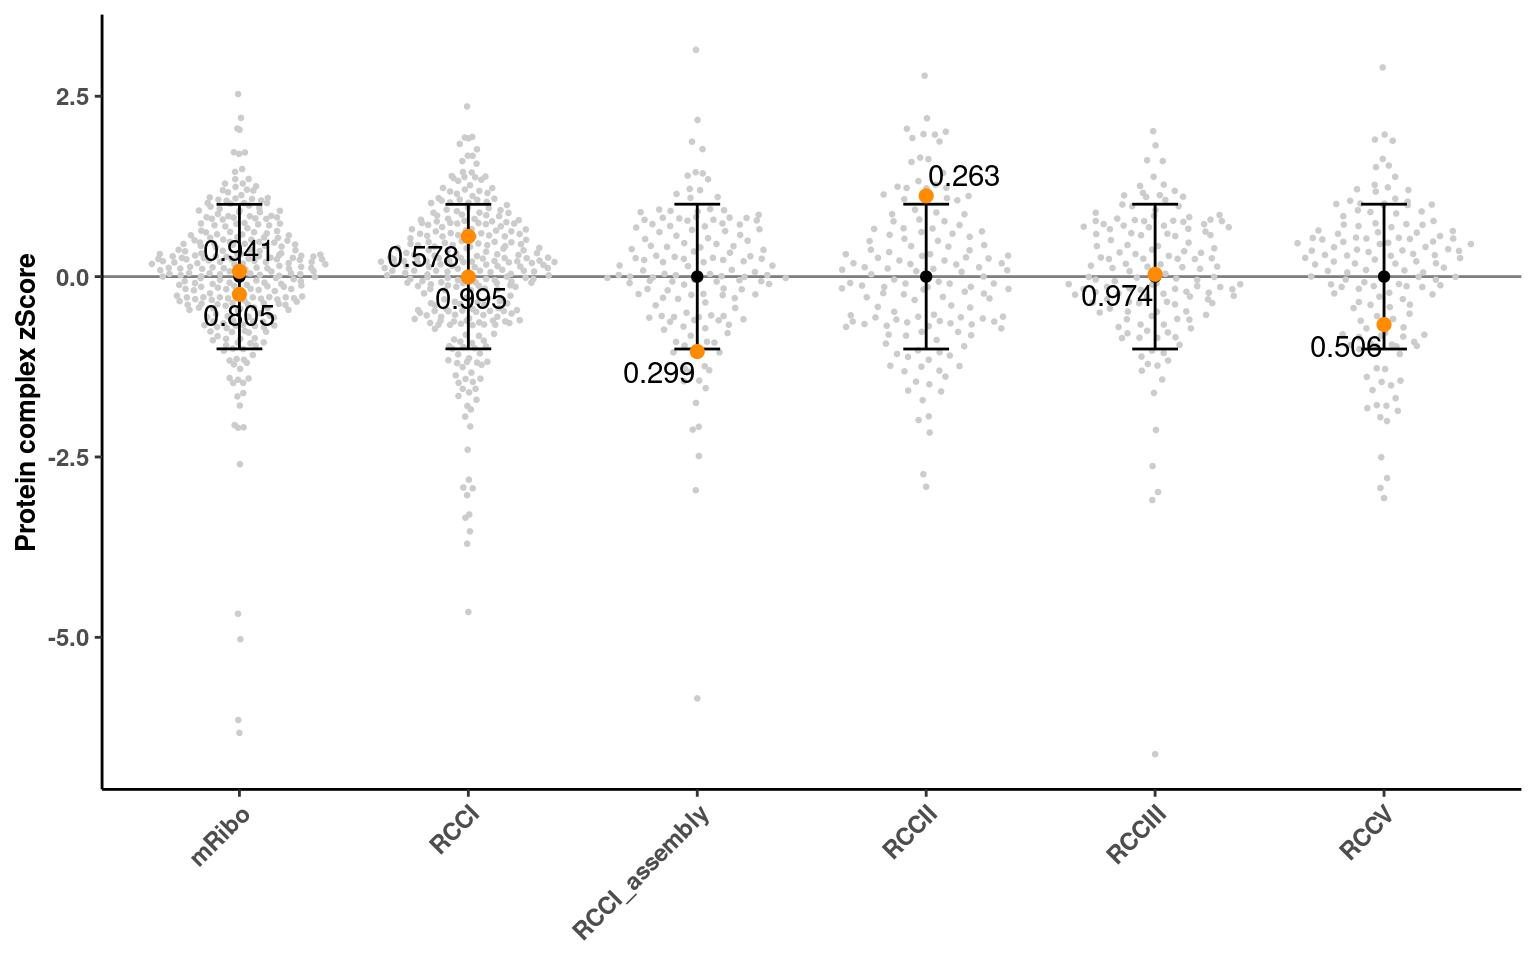 Protein complex zScore
2.5
0.0
-2.5
-5.0
0.941
0.805
0.578
0.995
0.299
0.263
0.974
0.506
mRibo
RCCI
RCCI_assembly
RCCII
RCCIII
RCCV